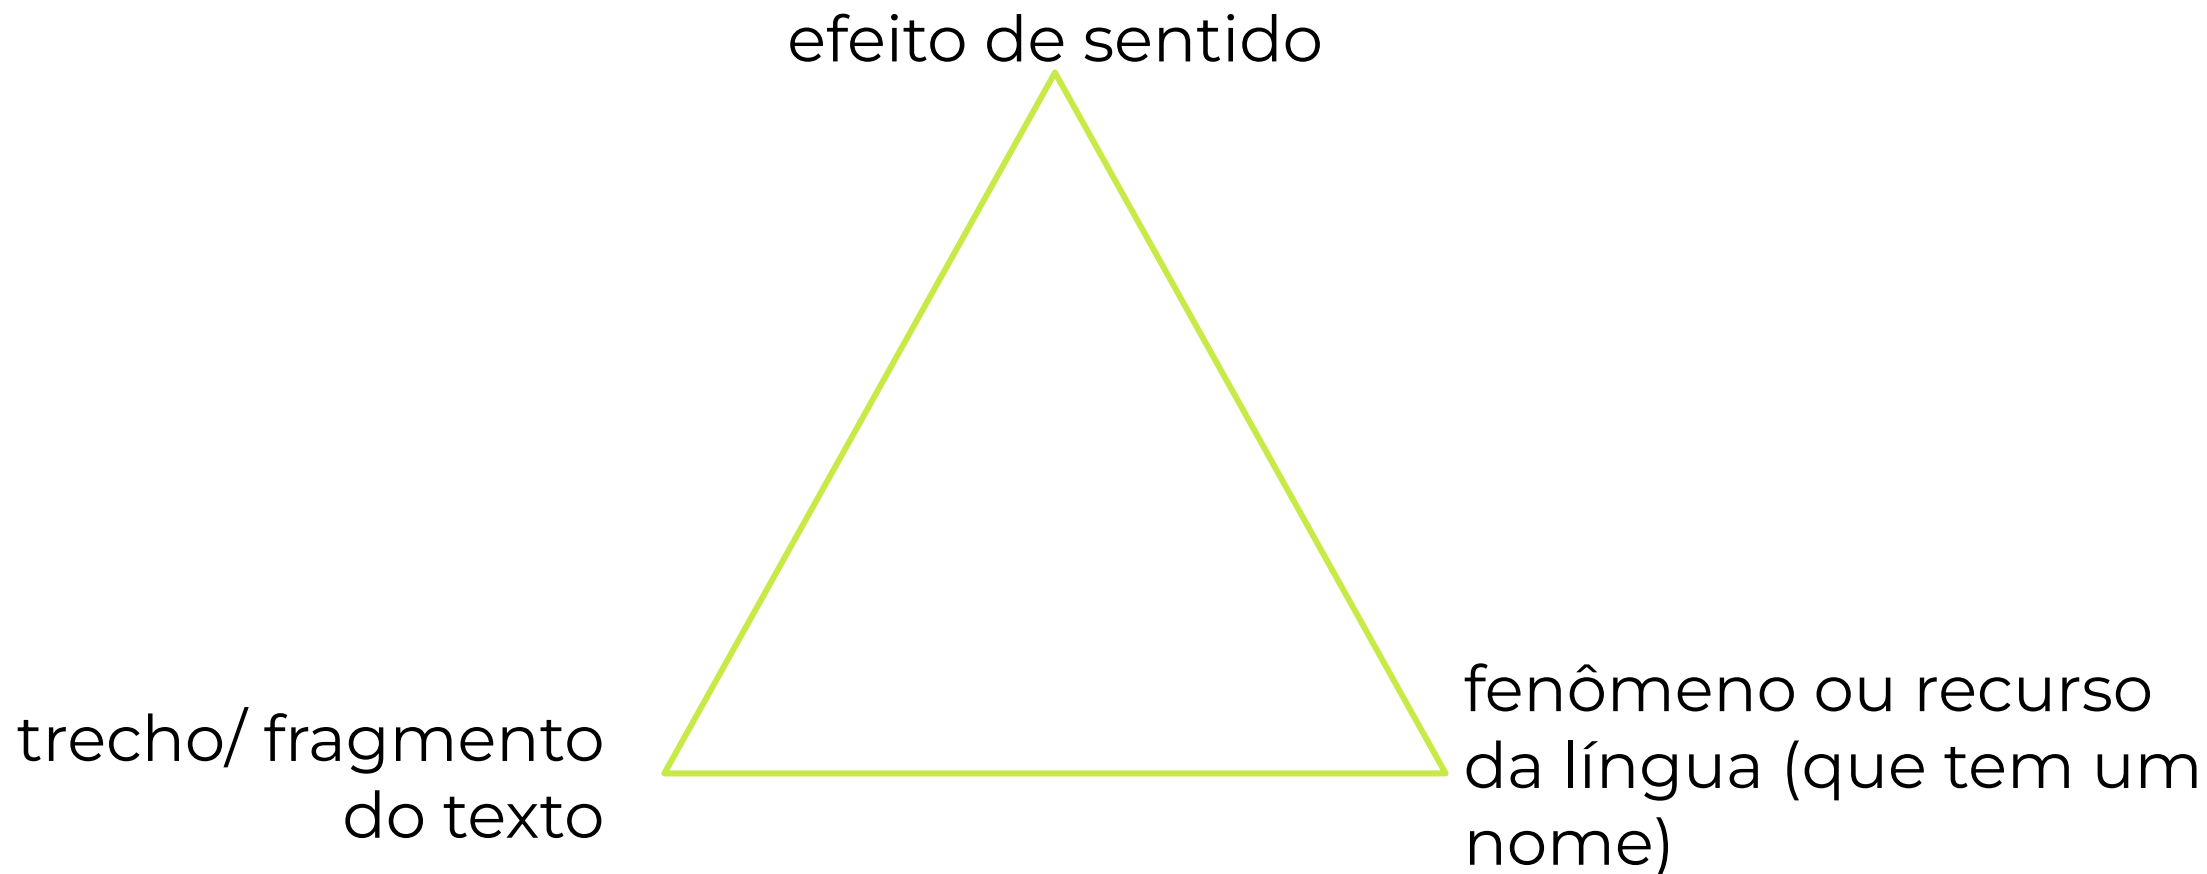 efeito de sentido
trecho/ fragmento
do texto
fenômeno ou recurso
da língua (que tem um
nome)